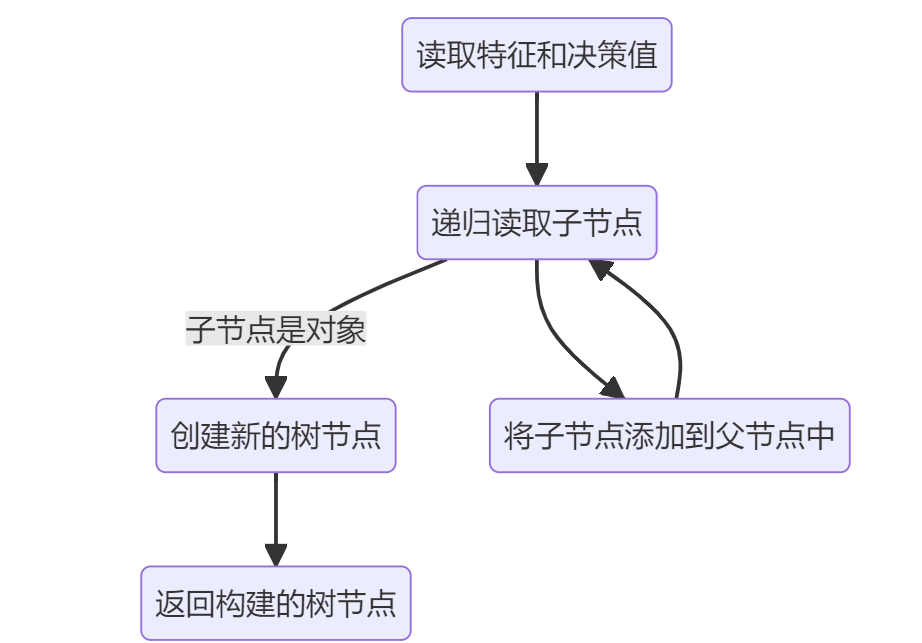 读取特征和决策值
递归读取子节点
子节点是对象
创建新的树节点
将子节点添加到父节点中
返回构建的树节点